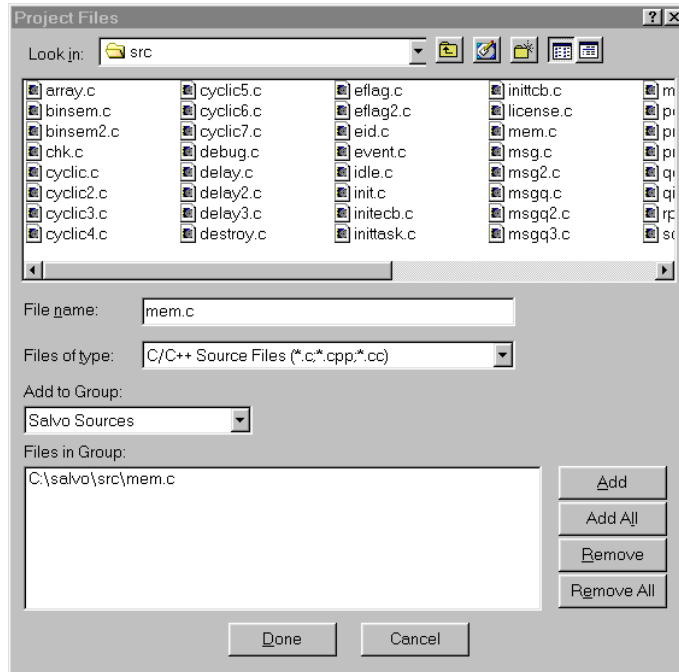 Project Files
Look in: src
array.c cyclic5.c eflag.c inittcb.c
binsem.c cyclic6.c eflag2.c license.c
binsem2.c cyclic7.c eid.c mem.c
chk.c debug.c event.c msg.c
cyclic.c delay.c idle.c msg2.c
cyclic2.c delay2.c init.c msgq.c
cyclic3.c delay3.c initecb.c msgq2.c
cyclic4.c destroy.c inittask.c msgq3.c
File name: mem.c
Files of type: C/C++ Source Files (*.c;*.cpp;*.cc)
Add to Group:
Salvo Sources
Files in Group:
C:\salvo\src\mem.c
Add
Add All
Remove
Remove All
Done Cancel